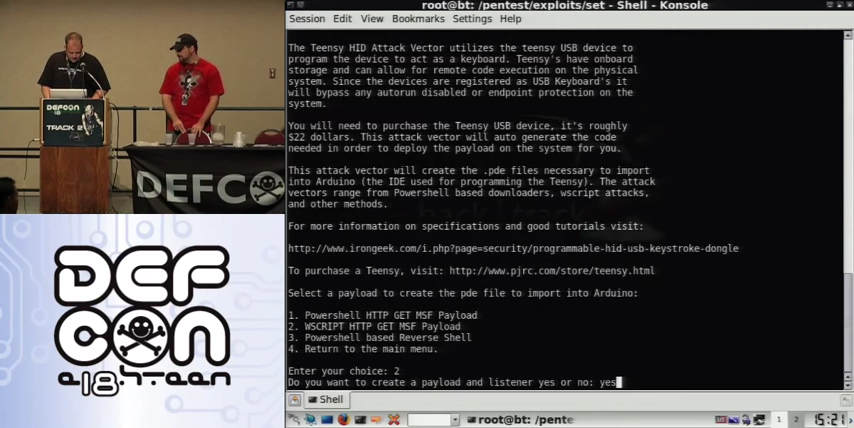 root@bt: /pentest/exploits/set - Shell - Konsole
Session Edit View Bookmarks Settings Help
The Teensy HID Attack Vector utilizes the teensy USB device to
program the device to act as a keyboard. Teensy's have onboard
storage and can allow for remote code execution on the physical
system. Since the devices are registered as USB Keyboard's it
will bypass any autorun disabled or endpoint protection on the
system.
You will need to purchase the Teensy USB device, it's roughly
$22 dollars. This attack vector will auto generate the code
needed in order to deploy the payload on the system for you.
This attack vector will create the .pde files necessary to import
into Arduino (the IDE used for programming the Teensy). The attack
vectors range from Powershell based downloaders, wscript attacks,
and other methods.
For more information on specifications and good tutorials visit:
http://www.irongeek.com/i.php?page=security/programmable-hid-usb-keystroke-dongle
To purchase a Teensy, visit: http://www.pjrc.com/store/teensy.html
Select a payload to create the pde file to import into Arduino:
1. Powershell HTTP GET MSF Payload
2. WSCRIPT HTTP GET MSF Payload
3. Powershell based Reverse Shell
4. Return to the main menu.
Enter your choice: 2
Do you want to create a payload and listener yes or no: yes
Shell
root@bt: /pente
1 2 15:21
DEFCON
TRACK 2
DEFCON
DEF
CON
e18hteen